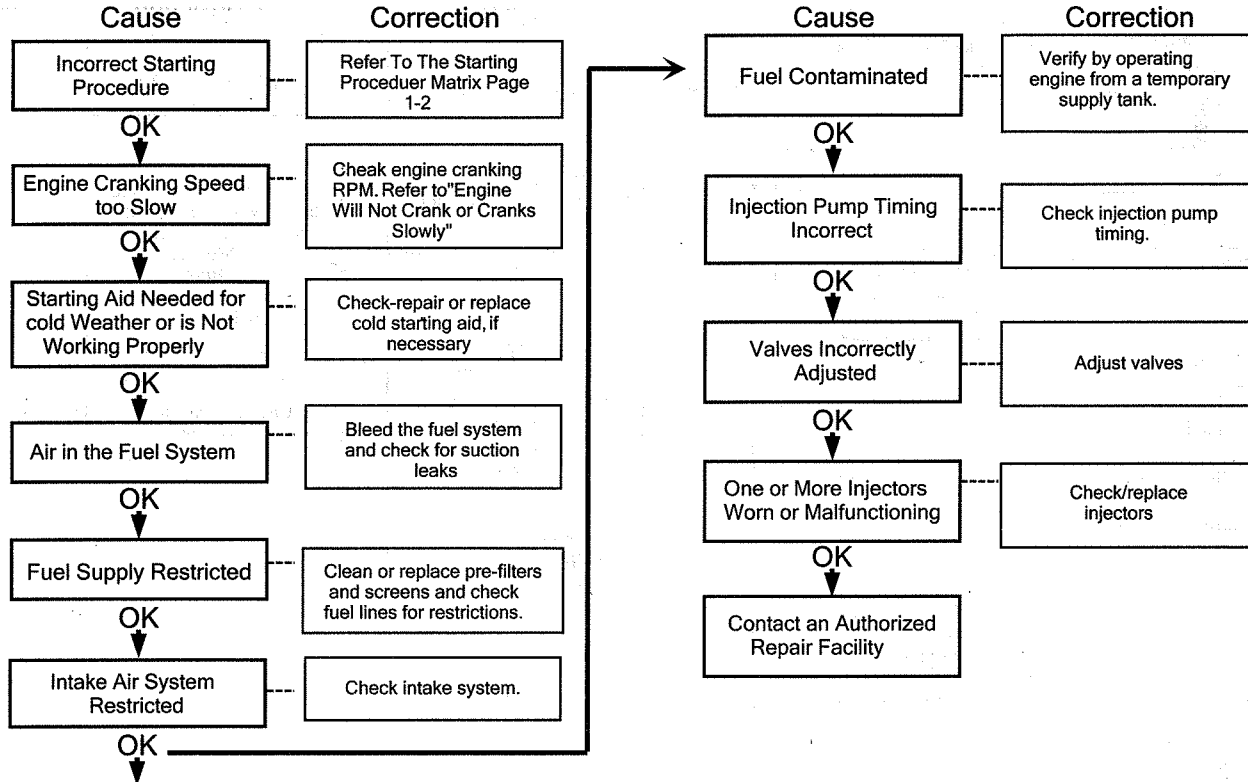 Cause
Correction
Incorrect Starting
Procedure
Refer To The Starting
Proceduer Matrix Page
1-2
OK
Engine Cranking Speed
too Slow
Cheak engine cranking
RPM. Refer to"Engine
Will Not Crank or Cranks
Slowly"
OK
Starting Aid Needed for
cold Weather or is Not
Working Properly
Check-repair or replace
cold starting aid, if
necessary
OK
Air in the Fuel System
Bleed the fuel system
and check for suction
leaks
OK
Fuel Supply Restricted
Clean or replace pre-filters
and screens and check
fuel lines for restrictions.
OK
Intake Air System
Restricted
Check intake system.
OK
Cause
Correction
Fuel Contaminated
Verify by operating
engine from a temporary
supply tank.
OK
Injection Pump Timing
Incorrect
Check injection pump
timing.
OK
Valves Incorrectly
Adjusted
Adjust valves
OK
One or More Injectors
Worn or Malfunctioning
Check/replace
injectors
OK
Contact an Authorized
Repair Facility